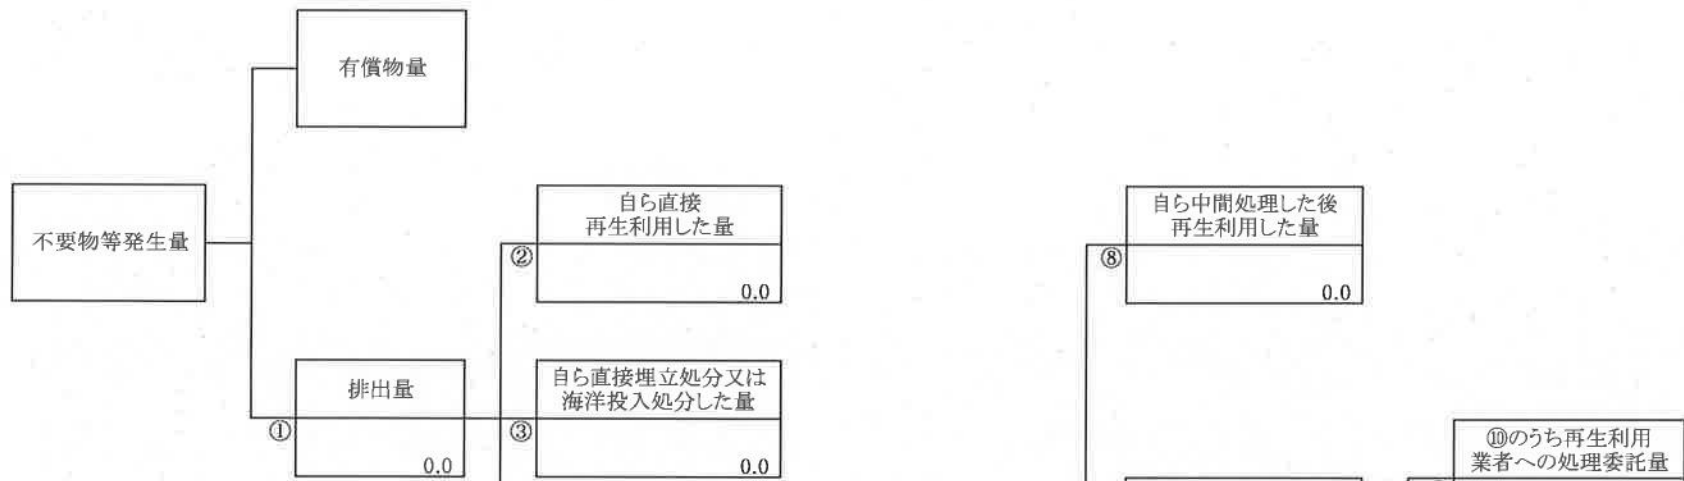 有償物量
不要物等発生量
自ら直接
再生利用した量
②
0.0
自ら中間処理した後
再生利用した量
⑧
0.0
排出量
①
0.0
自ら直接埋立処分又は
海洋投入処分した量
③
0.0
⑩のうち再生利用
業者への処理委託量